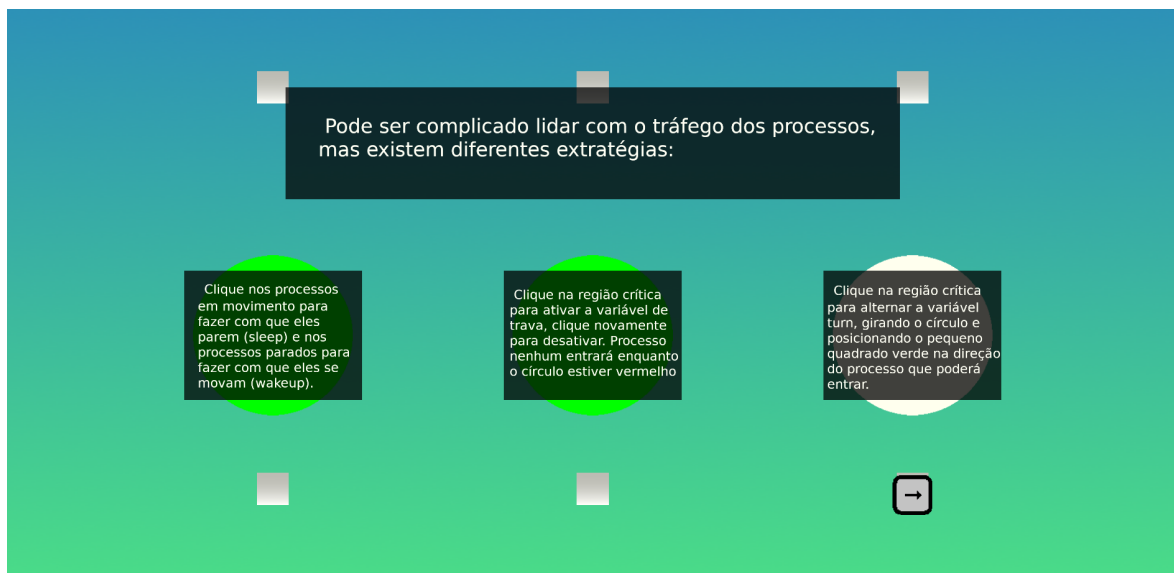 Pode ser complicado lidar com o tráfego dos processos,
mas existem diferentes extratégias:
Clique nos processos
em movimento para
fazer com que eles
parem (sleep) e nos
processos parados para
fazer com que eles se
movam (wakeup).
Clique na região crítica
para ativar a variável de
trava, clique novamente
para desativar. Processo
nenhum entrará enquanto
o círculo estiver vermelho
Clique na região crítica
para alternar a variável
turn, girando o círculo e
posicionando o pequeno
quadrado verde na direção
do processo que poderá
entrar.
→